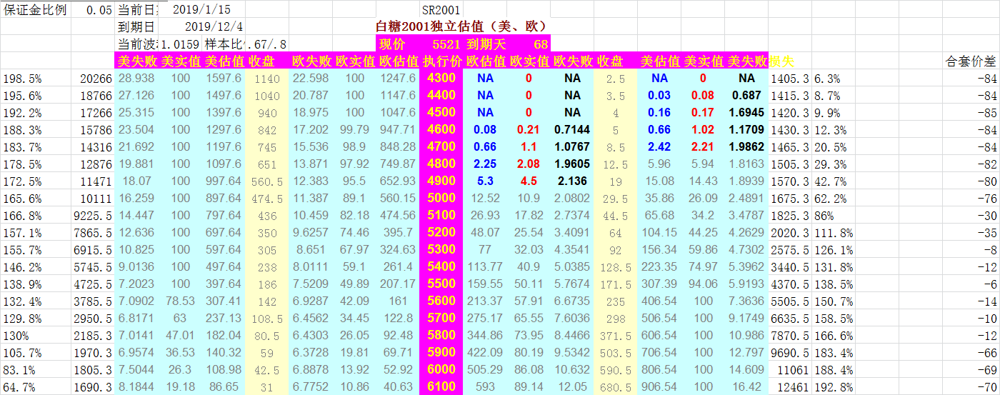 保证金比例 0.05 当前日 2019/1/15 SR2001
到期日 2019/12/4 白糖2001独立估值（美、欧）
当前波 1.0159 样本比 .67/.8 现价 5521 到期天 68
美失败 美实值 美估值 收盘 欧失败 欧实值 欧估值 执行价 欧估值 欧实值 欧失败 收盘 美估值 美实值 美失败 损失 合套价差
198.5% 20266 28.938 100 1597.6 1140 22.598 100 1247.6 4300 NA 0 NA 2.5 NA 0 NA 1405.3 6.3% -84
195.6% 18766 27.126 100 1497.6 1040 20.787 100 1147.6 4400 NA 0 NA 3.5 0.03 0.08 0.687 1415.3 8.7% -84
192.2% 17266 25.315 100 1397.6 940 18.975 100 1047.6 4500 NA 0 NA 4 0.16 0.17 1.6945 1420.3 9.9% -85
188.3% 15786 23.504 100 1297.6 842 17.202 99.79 947.71 4600 0.08 0.21 0.7144 5 0.66 1.02 1.1709 1430.3 12.3% -84
183.7% 14316 21.692 100 1197.6 745 15.536 98.9 848.28 4700 0.66 1.1 1.0767 8.5 2.42 2.21 1.9862 1465.3 20.5% -84
178.5% 12876 19.881 100 1097.6 651 13.871 97.92 749.87 4800 2.25 2.08 1.9605 12.5 5.96 5.94 1.8163 1505.3 29.3% -82
172.5% 11471 18.07 100 997.64 560.5 12.383 95.5 652.93 4900 5.3 4.5 2.136 19 15.08 14.43 1.8939 1570.3 42.7% -80
165.6% 10111 16.259 100 897.64 474.5 11.387 89.1 560.15 5000 12.52 10.9 2.0802 29.5 35.86 26.09 2.4891 1675.3 62.2% -76
166.8% 9225.5 14.447 100 797.64 436 10.459 82.18 474.56 5100 26.93 17.82 2.7374 44.5 65.68 34.2 3.4787 1825.3 86% -30
157.1% 7865.5 12.636 100 697.64 350 9.6257 74.46 395.7 5200 48.07 25.54 3.4091 64 104.15 44.25 4.2629 2020.3 111.8% -35
155.7% 6915.5 10.825 100 597.64 305 8.651 67.97 324.63 5300 77 32.03 4.3541 92 156.34 59.86 4.7302 2575.5 126.1% -8
146.2% 5745.5 9.0136 100 497.64 238 8.0111 59.1 261.4 5400 113.77 40.9 5.0385 128.5 223.35 74.97 5.3962 3440.5 131.8% -12
138.9% 4725.5 7.2023 100 397.64 186 7.5209 49.89 207.17 5500 159.55 50.11 5.7674 171.5 307.39 94.06 5.9193 4370.5 138.5% -6
132.4% 3785.5 7.0902 78.53 307.41 142 6.9287 42.09 161 5600 213.37 57.91 6.6735 235 406.54 100 7.3636 5505.5 150.7% -14
129.8% 2950.5 6.8171 63 237.13 108.5 6.4562 34.45 122.8 5700 275.17 65.55 7.6036 298 506.54 100 9.1749 6635.5 158.5% -10
130% 2185.3 7.0141 47.01 182.04 80.5 6.4303 26.05 92.48 5800 344.86 73.95 8.4466 371.5 606.54 100 10.986 7870.5 166.6% -12
105.7% 1970.3 6.9574 36.53 140.32 59 6.3728 19.81 69.71 5900 422.09 80.19 9.5342 503.5 706.54 100 12.797 9690.5 183.4% -66
83.1% 1805.3 7.5044 26.3 108.98 42.5 6.8878 13.92 52.92 6000 505.29 86.08 10.632 590.5 806.54 100 14.609 11061 188.4% -69
64.7% 1690.3 8.1844 19.18 86.65 31 6.7752 10.86 40.63 6100 593 89.14 12.05 680.5 906.54 100 16.42 12461 192.8% -70